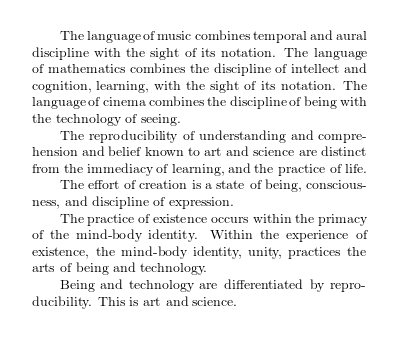 The language of music combines temporal and aural
discipline with the sight of its notation. The language
of mathematics combines the discipline of intellect and
cognition, learning, with the sight of its notation. The
language of cinema combines the discipline of being with
the technology of seeing.
The reproducibility of understanding and compre-
hension and belief known to art and science are distinct
from the immediacy of learning, and the practice of life.
The effort of creation is a state of being, conscious-
ness, and discipline of expression.
The practice of existence occurs within the primacy
of the mind-body identity. Within the experience of
existence, the mind-body identity, unity, practices the
arts of being and technology.
Being and technology are differentiated by repro-
ducibility. This is art and science.